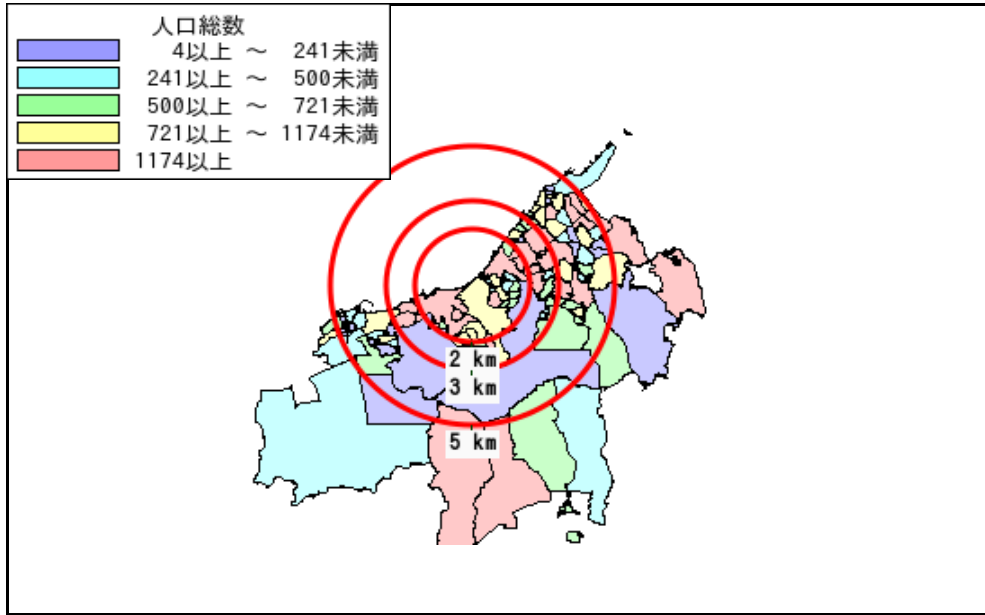 人口総数
4以上 ～ 241未満
241以上 ～ 500未満
500以上 ～ 721未満
721以上 ～ 1174未満
1174以上
2 km
3 km
5 km